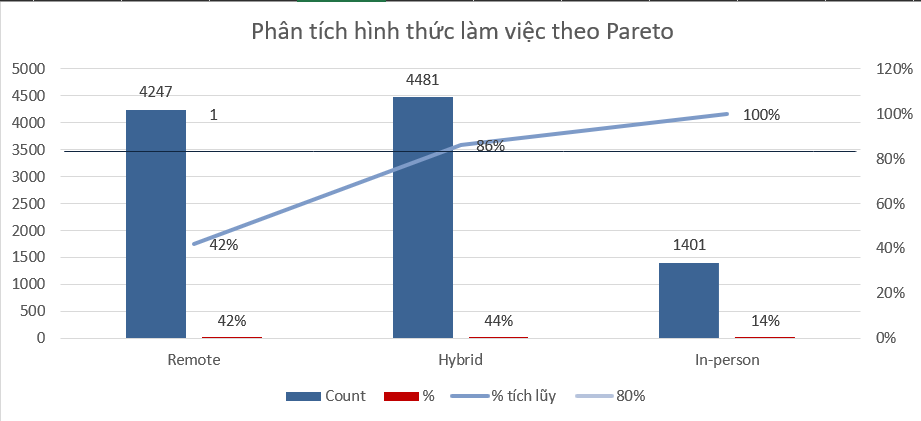 Phân tích hình thức làm việc theo Pareto
5000 120%
4500
4000 100%
3500
3000 80%
2500
2000 60%
1500 40%
1000
500 20%
0 0%
4247 4481 1401
1 86% 100%
42%
42% 44% 14%
Remote Hybrid In-person
Count % % tích lũy 80%